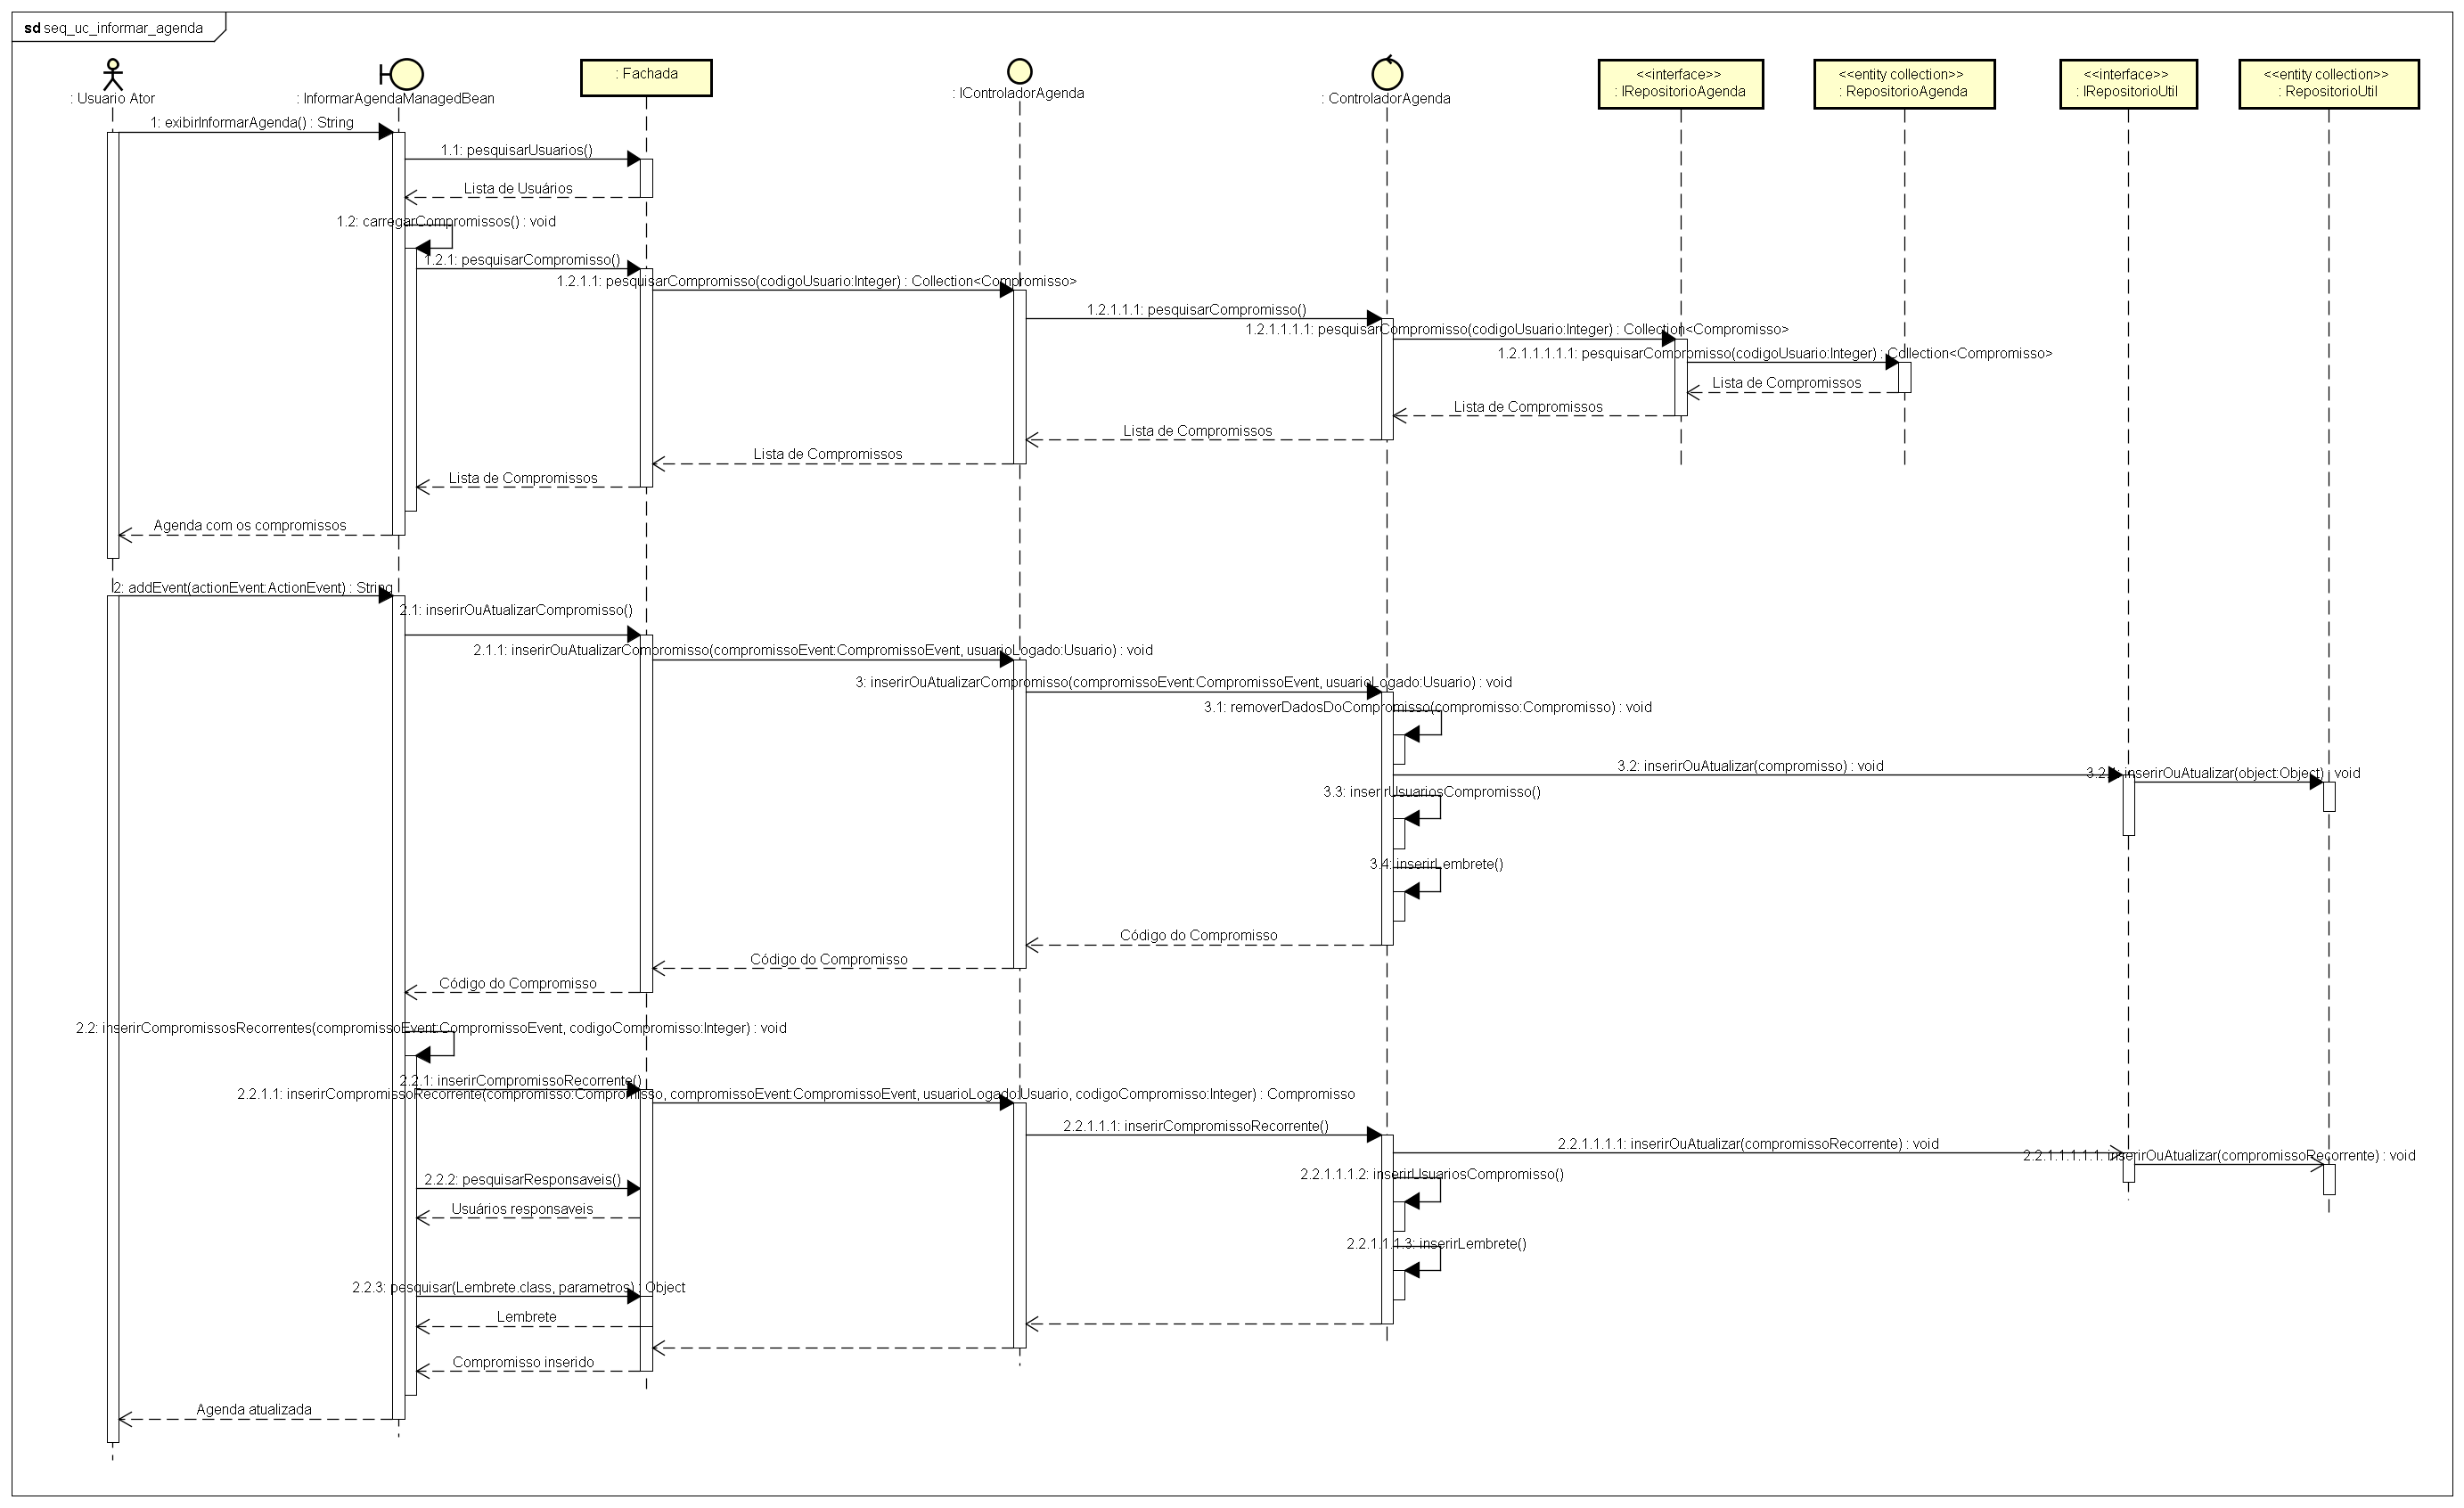 sd seq_uc_informar_agenda
: Usuario Ator
: InformarAgendaManagedBean
: Fachada
: IControladorAgenda
: ControladorAgenda
<<interface>>
: IRepositorioAgenda
<<entity collection>>
: RepositorioAgenda
<<interface>>
: IRepositorioUtil
<<entity collection>>
: RepositorioUtil
1: exibirInformarAgenda() : String
1.1: pesquisarUsuarios()
Lista de Usuários
1.2: carregarCompromissos() : void
1.2.1: pesquisarCompromisso()
1.2.1.1: pesquisarCompromisso(codigoUsuario:Integer) : Collection<Compromisso>
1.2.1.1.1: pesquisarCompromisso()
1.2.1.1.1.1: pesquisarCompromisso(codigoUsuario:Integer) : Collection<Compromisso>
1.2.1.1.1.1.1: pesquisarCompromisso(codigoUsuario:Integer) : Collection<Compromisso>
Lista de Compromissos
Lista de Compromissos
Lista de Compromissos
Lista de Compromissos
Lista de Compromissos
Agenda com os compromissos
2: addEvent(actionEvent:ActionEvent) : String
2.1: inserirOuAtualizarCompromisso()
2.1.1: inserirOuAtualizarCompromisso(compromissoEvent:CompromissoEvent, usuarioLogado:Usuario) : void
3: inserirOuAtualizarCompromisso(compromissoEvent:CompromissoEvent, usuarioLogado:Usuario) : void
3.1: removerDadosDoCompromisso(compromisso:Compromisso) : void
3.2: inserirOuAtualizar(compromisso) : void
3.2.1: inserirOuAtualizar(object:Object) : void
3.3: inserirUsuariosCompromisso()
3.4: inserirLembrete()
Código do Compromisso
Código do Compromisso
Código do Compromisso
2.2: inserirCompromissosRecorrentes(compromissoEvent:CompromissoEvent, codigoCompromisso:Integer) : void
2.2.1: inserirCompromissoRecorrente()
2.2.1.1: inserirCompromissoRecorrente(compromisso:Compromisso, compromissoEvent:CompromissoEvent, usuarioLogado:Usuario, codigoCompromisso:Integer) : Compromisso
2.2.1.1.1: inserirCompromissoRecorrente()
2.2.1.1.1.1: inserirOuAtualizar(compromissoRecorrente) : void
2.2.1.1.1.1.1: inserirOuAtualizar(compromissoRecorrente) : void
2.2.2: pesquisarResponsaveis()
2.2.1.1.1.2: inserirUsuariosCompromisso()
Usuários responsaveis
2.2.1.1.1.3: inserirLembrete()
2.2.3: pesquisar(Lembrete.class, parametros) : Object
Lembrete
Compromisso inserido
Agenda atualizada